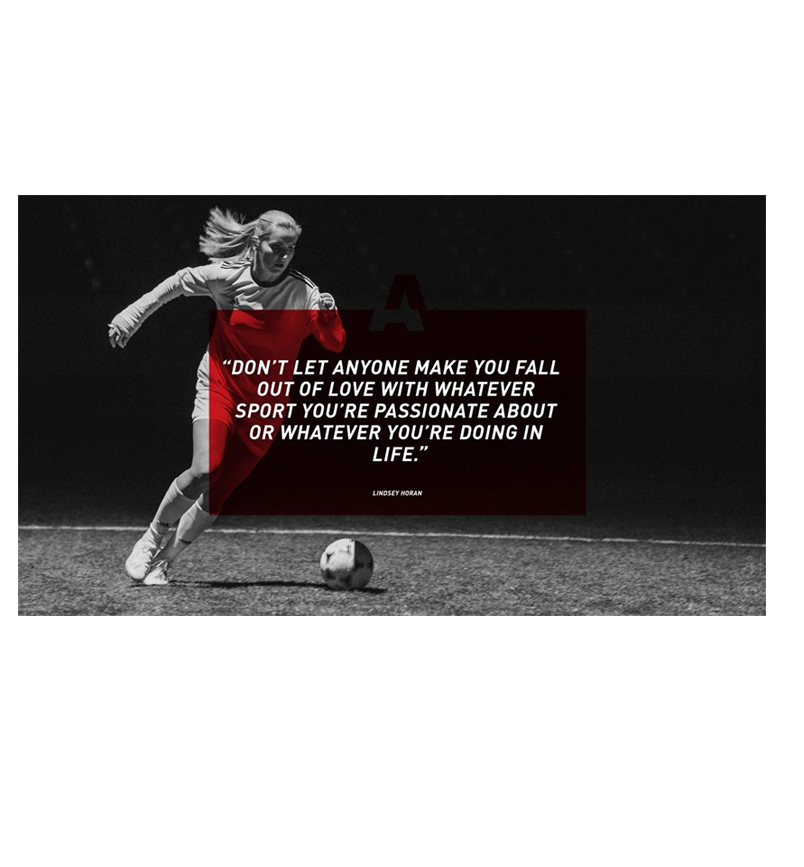 A
“DON’T LET ANYONE MAKE YOU FALL
OUT OF LOVE WITH WHATEVER
SPORT YOU’RE PASSIONATE ABOUT
OR WHATEVER YOU’RE DOING IN
LIFE.”
LINDSEY HORAN